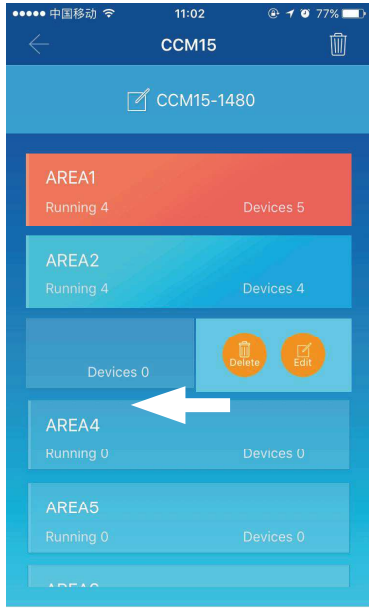 中国移动 11:02 77%
CCM15
CCM15-1480
AREA1
Running 4 Devices 5
AREA2
Running 4 Devices 4
Delete Edit
Devices 0
AREA4
Running 0 Devices 0
AREA5
Running 0 Devices 0